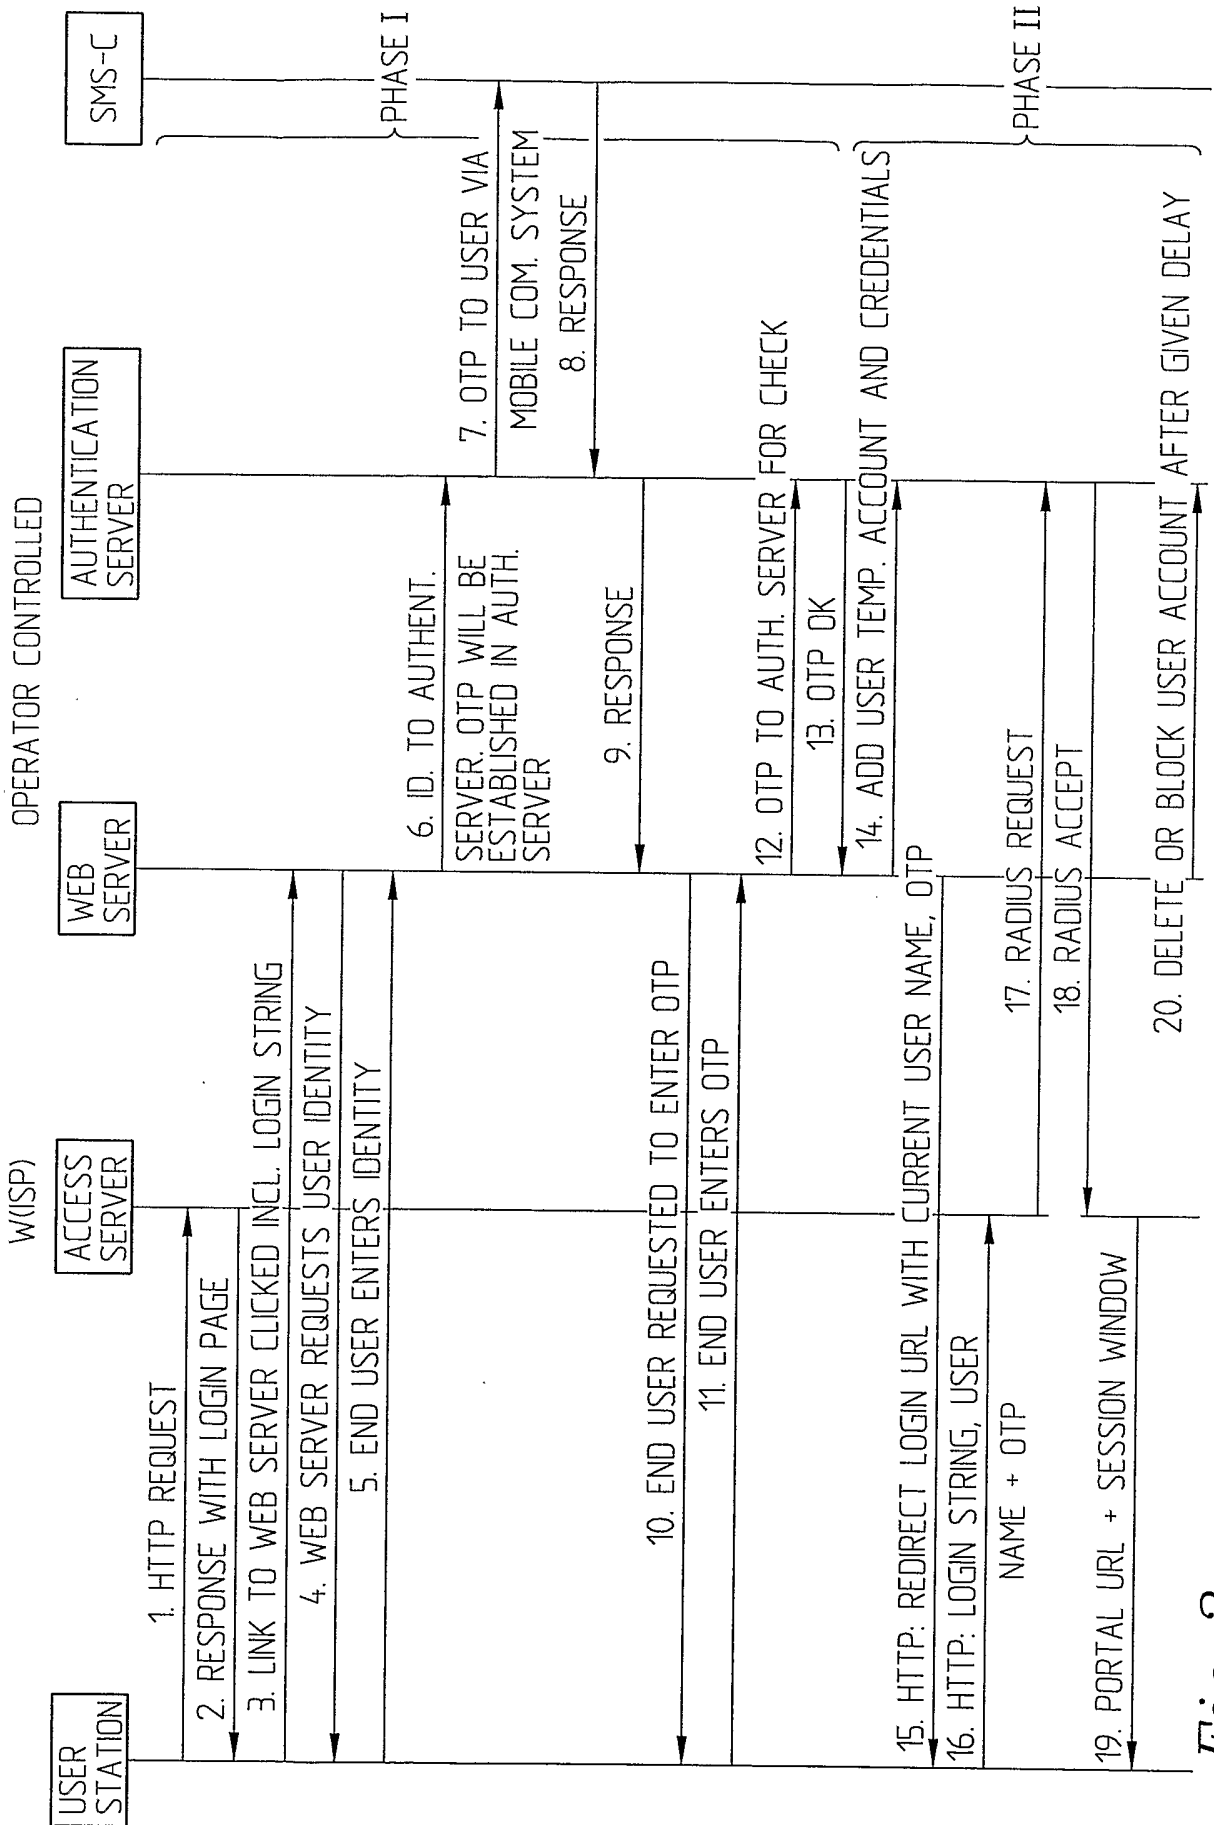 W(ISP)
OPERATOR CONTROLLED
USER
STATION
ACCESS
SERVER
WEB
SERVER
AUTHENTICATION
SERVER
SMS-C
1. HTTP REQUEST
2. RESPONSE WITH LOGIN PAGE
3. LINK TO WEB SERVER CLICKED INCL. LOGIN STRING
4. WEB SERVER REQUESTS USER IDENTITY
5. END USER ENTERS IDENTITY
PHASE I
6. ID. TO AUTHENT.
SERVER. OTP WILL BE
ESTABLISHED IN AUTH.
SERVER
7. OTP TO USER VIA
MOBILE COM. SYSTEM
8. RESPONSE
9. RESPONSE
10. END USER REQUESTED TO ENTER OTP
11. END USER ENTERS OTP
12. OTP TO AUTH. SERVER FOR CHECK
13. OTP OK
14. ADD USER TEMP. ACCOUNT AND CREDENTIALS
15. HTTP: REDIRECT LOGIN URL WITH CURRENT USER NAME, OTP
16. HTTP: LOGIN STRING, USER
NAME + OTP
17. RADIUS REQUEST
18. RADIUS ACCEPT
PHASE II
19. PORTAL URL + SESSION WINDOW
20. DELETE OR BLOCK USER ACCOUNT AFTER GIVEN DELAY